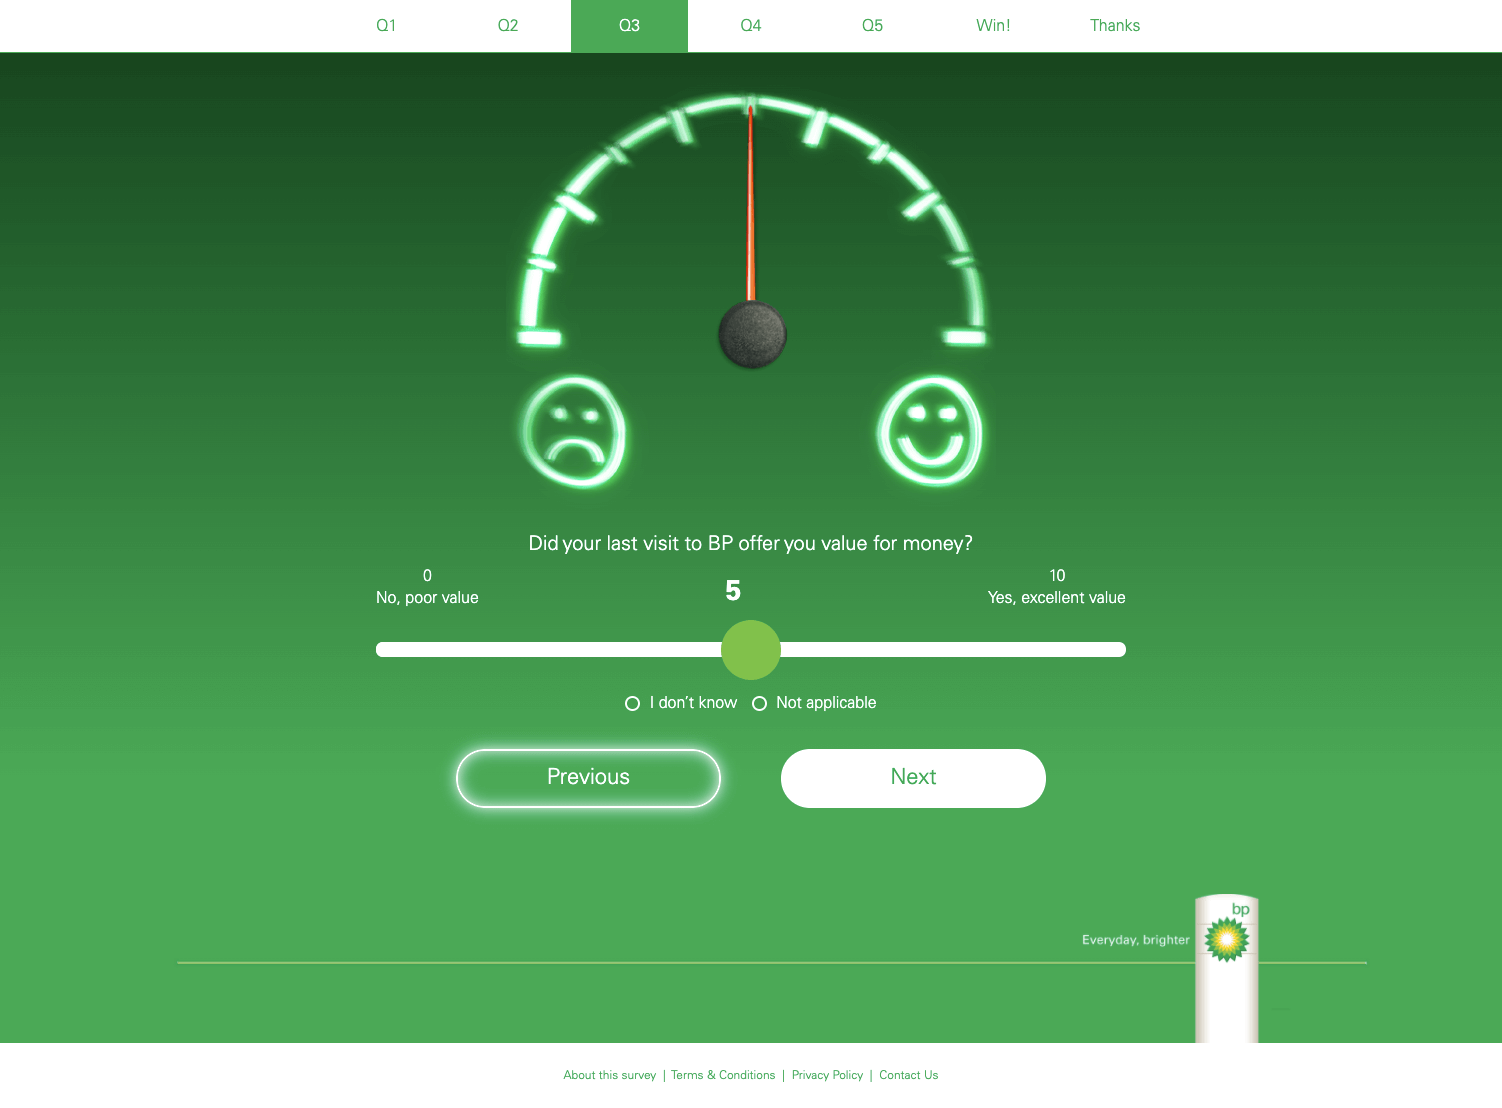 Q1 Q2 Q3 Q4 Q5 Win! Thanks
Did your last visit to BP offer you value for money?
0 5 10
No, poor value Yes, excellent value
I don't know Not applicable
Previous Next
bp
Everyday, brighter
About this survey | Terms & Conditions | Privacy Policy | Contact Us